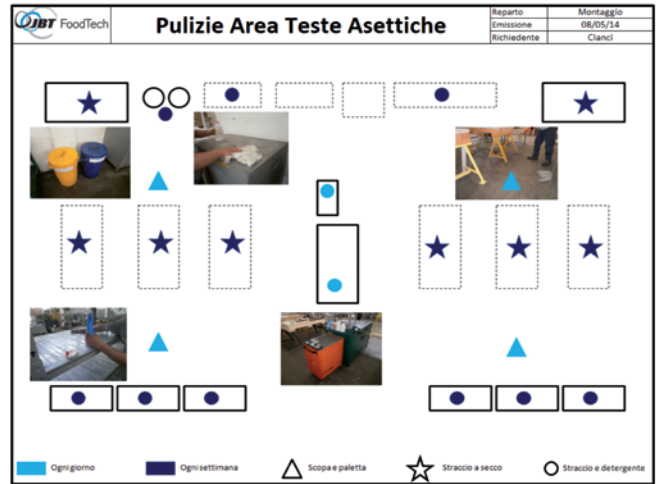 JBT FoodTech
Pulizie Area Teste Asettiche
Reparto Montaggio
Emissione 08/05/14
Richiedente Cianci
Ogni giorno
Ogni settimana
Scopa e paletta
Straccio a secco
Straccio e detergente